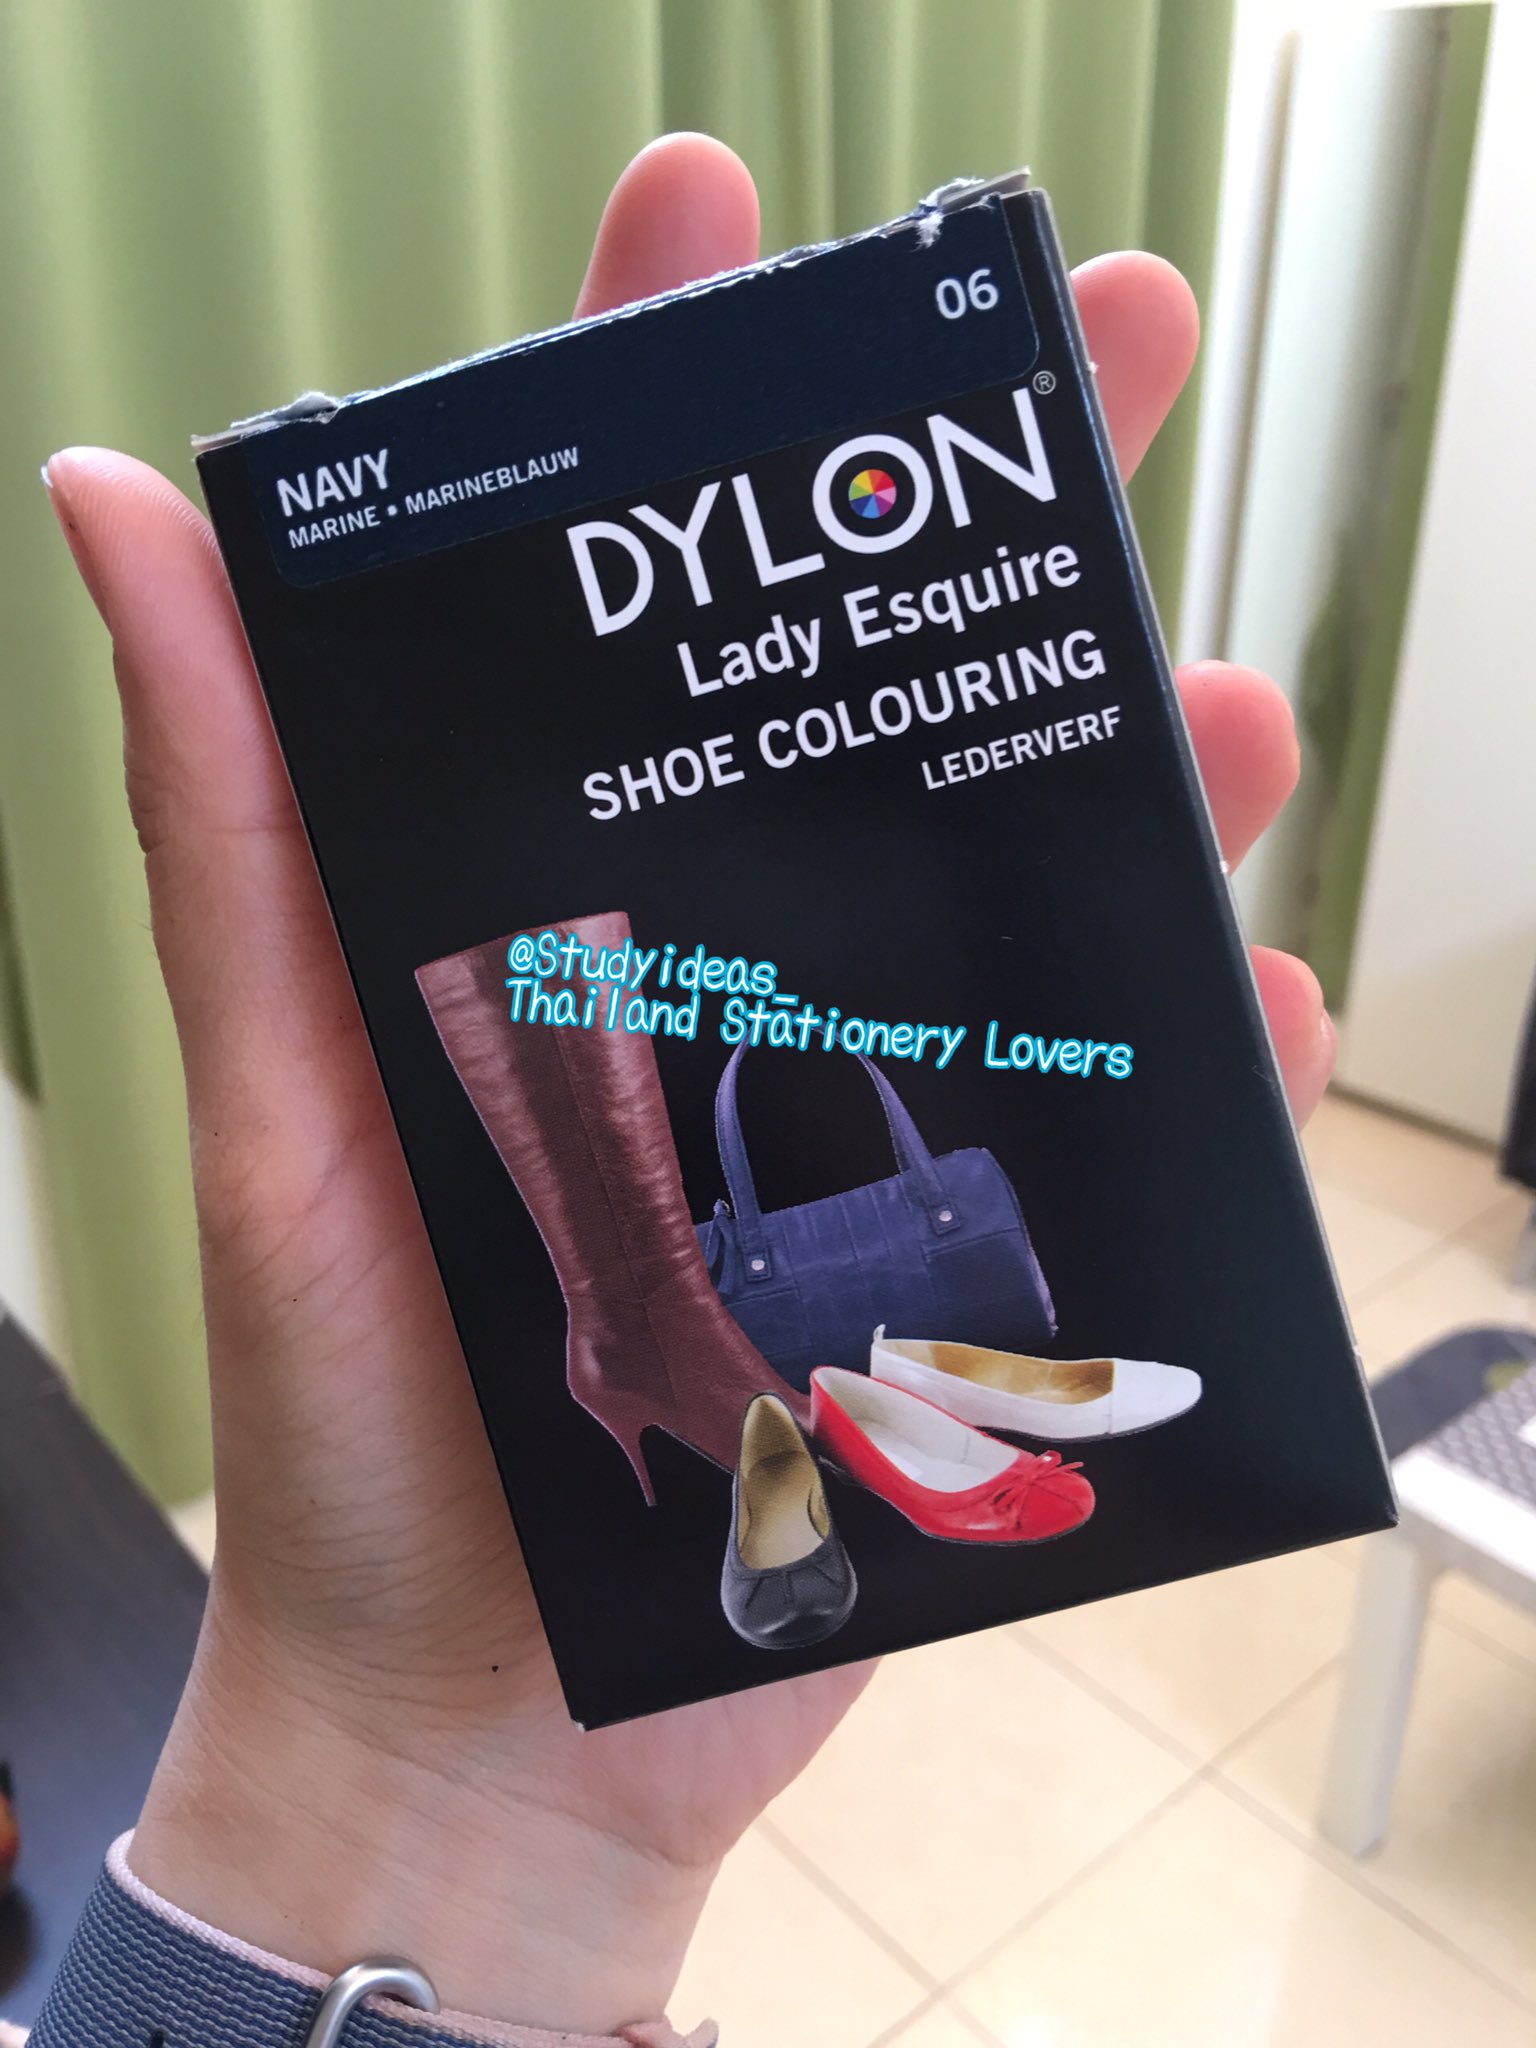 06
NAVY
MARINE • MARINEBLAUW
DYLON®
Lady Esquire
SHOE COLOURING
LEDERVERF
@Studyideas_
Thailand Stationery Lovers